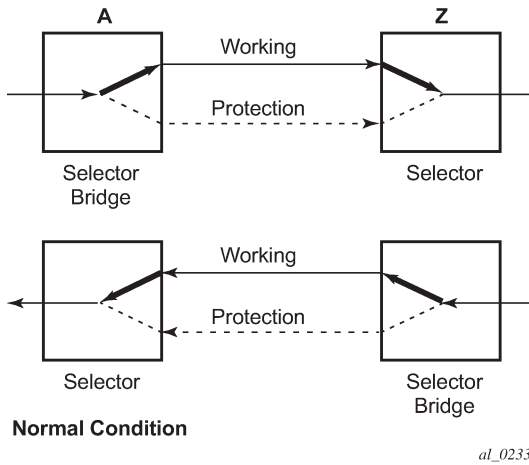 A
Z
Working
Protection
Selector
Bridge
Selector
Working
Protection
Selector
Selector
Bridge
Normal Condition
al_0233